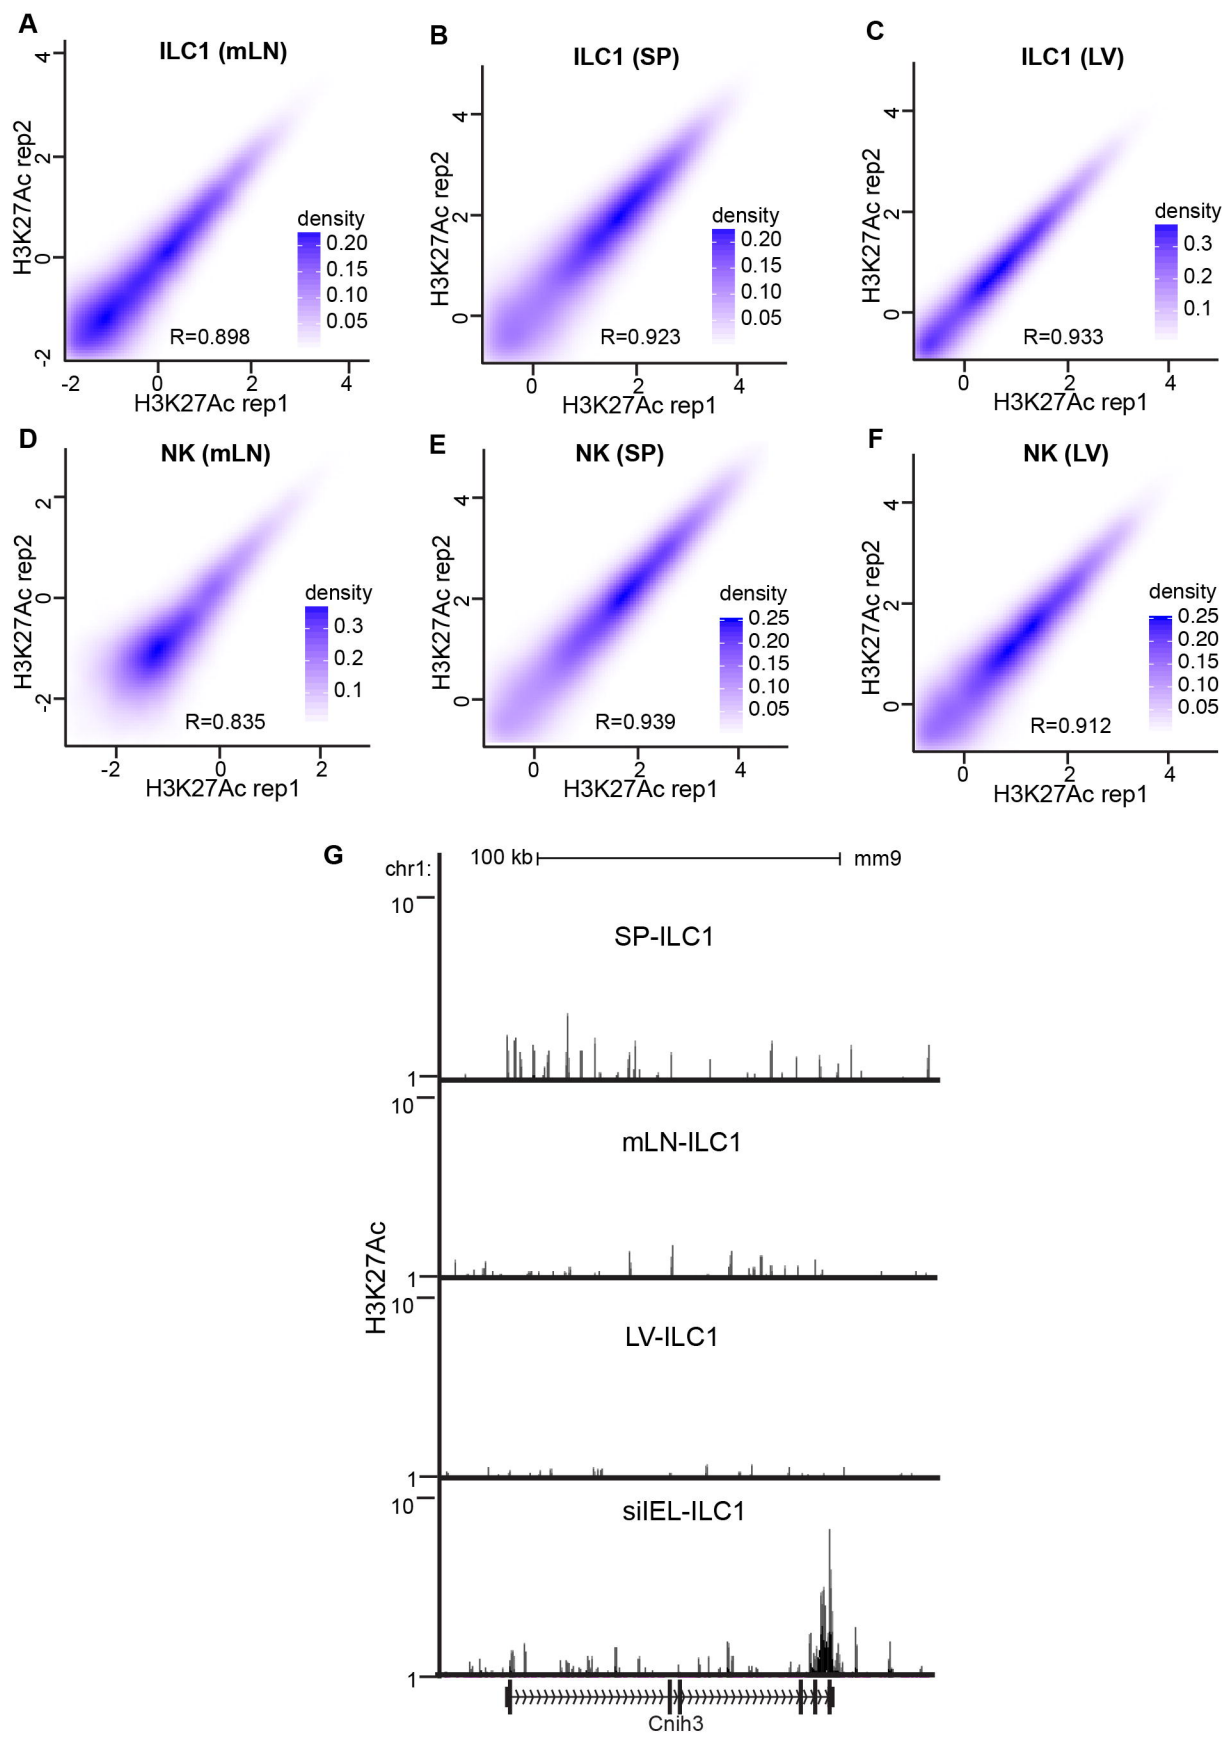 A
ILC1 (mLN)
H3K27Ac rep2
4
2
0
-2
density
0.20
0.15
0.10
0.05
R=0.898
-2 0 2 4
H3K27Ac rep1
B
ILC1 (SP)
H3K27Ac rep2
4
2
0
density
0.20
0.15
0.10
0.05
R=0.923
0 2 4
H3K27Ac rep1
C
ILC1 (LV)
H3K27Ac rep2
4
2
0
density
0.3
0.2
0.1
R=0.933
0 2 4
H3K27Ac rep1
D
NK (mLN)
H3K27Ac rep2
2
0
-2
density
0.3
0.2
0.1
R=0.835
-2 0 2
H3K27Ac rep1
E
NK (SP)
H3K27Ac rep2
4
2
0
density
0.25
0.20
0.15
0.10
0.05
R=0.939
0 2 4
H3K27Ac rep1
F
NK (LV)
H3K27Ac rep2
4
2
0
density
0.25
0.20
0.15
0.10
0.05
R=0.912
0 2 4
H3K27Ac rep1
G
100 kb mm9
chr1:
10
SP-ILC1
1
10
mLN-ILC1
H3K27Ac
1
10
LV-ILC1
1
10
siIEL-ILC1
1
Cnih3